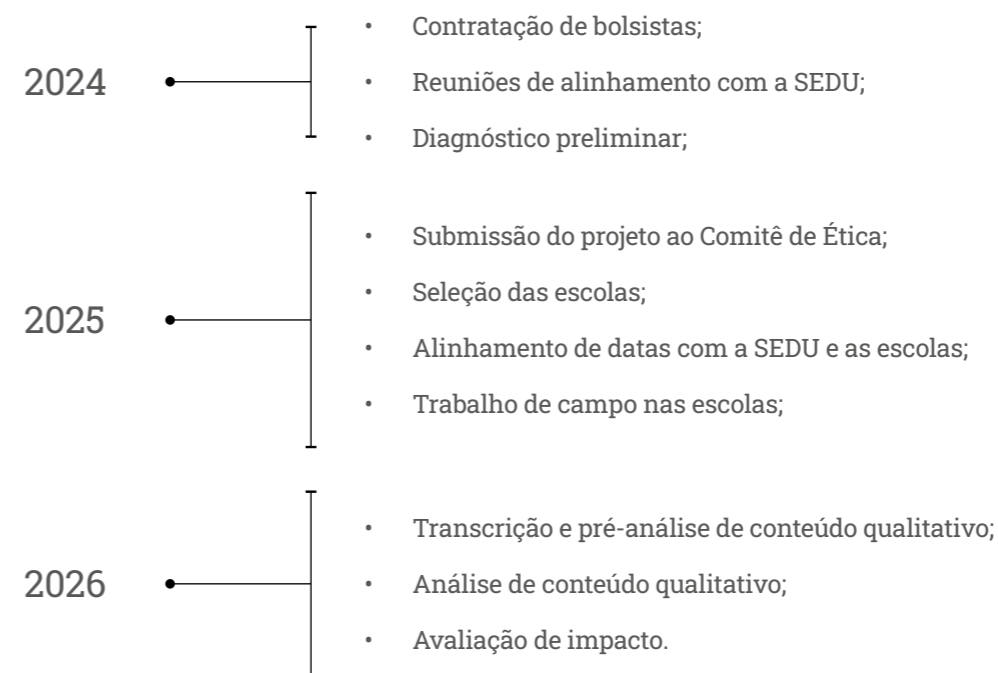 2024
• Contratação de bolsistas;
• Reuniões de alinhamento com a SEDU;
• Diagnóstico preliminar;
2025
• Submissão do projeto ao Comitê de Ética;
• Seleção das escolas;
• Alinhamento de datas com a SEDU e as escolas;
• Trabalho de campo nas escolas;
2026
• Transcrição e pré-análise de conteúdo qualitativo;
• Análise de conteúdo qualitativo;
• Avaliação de impacto.